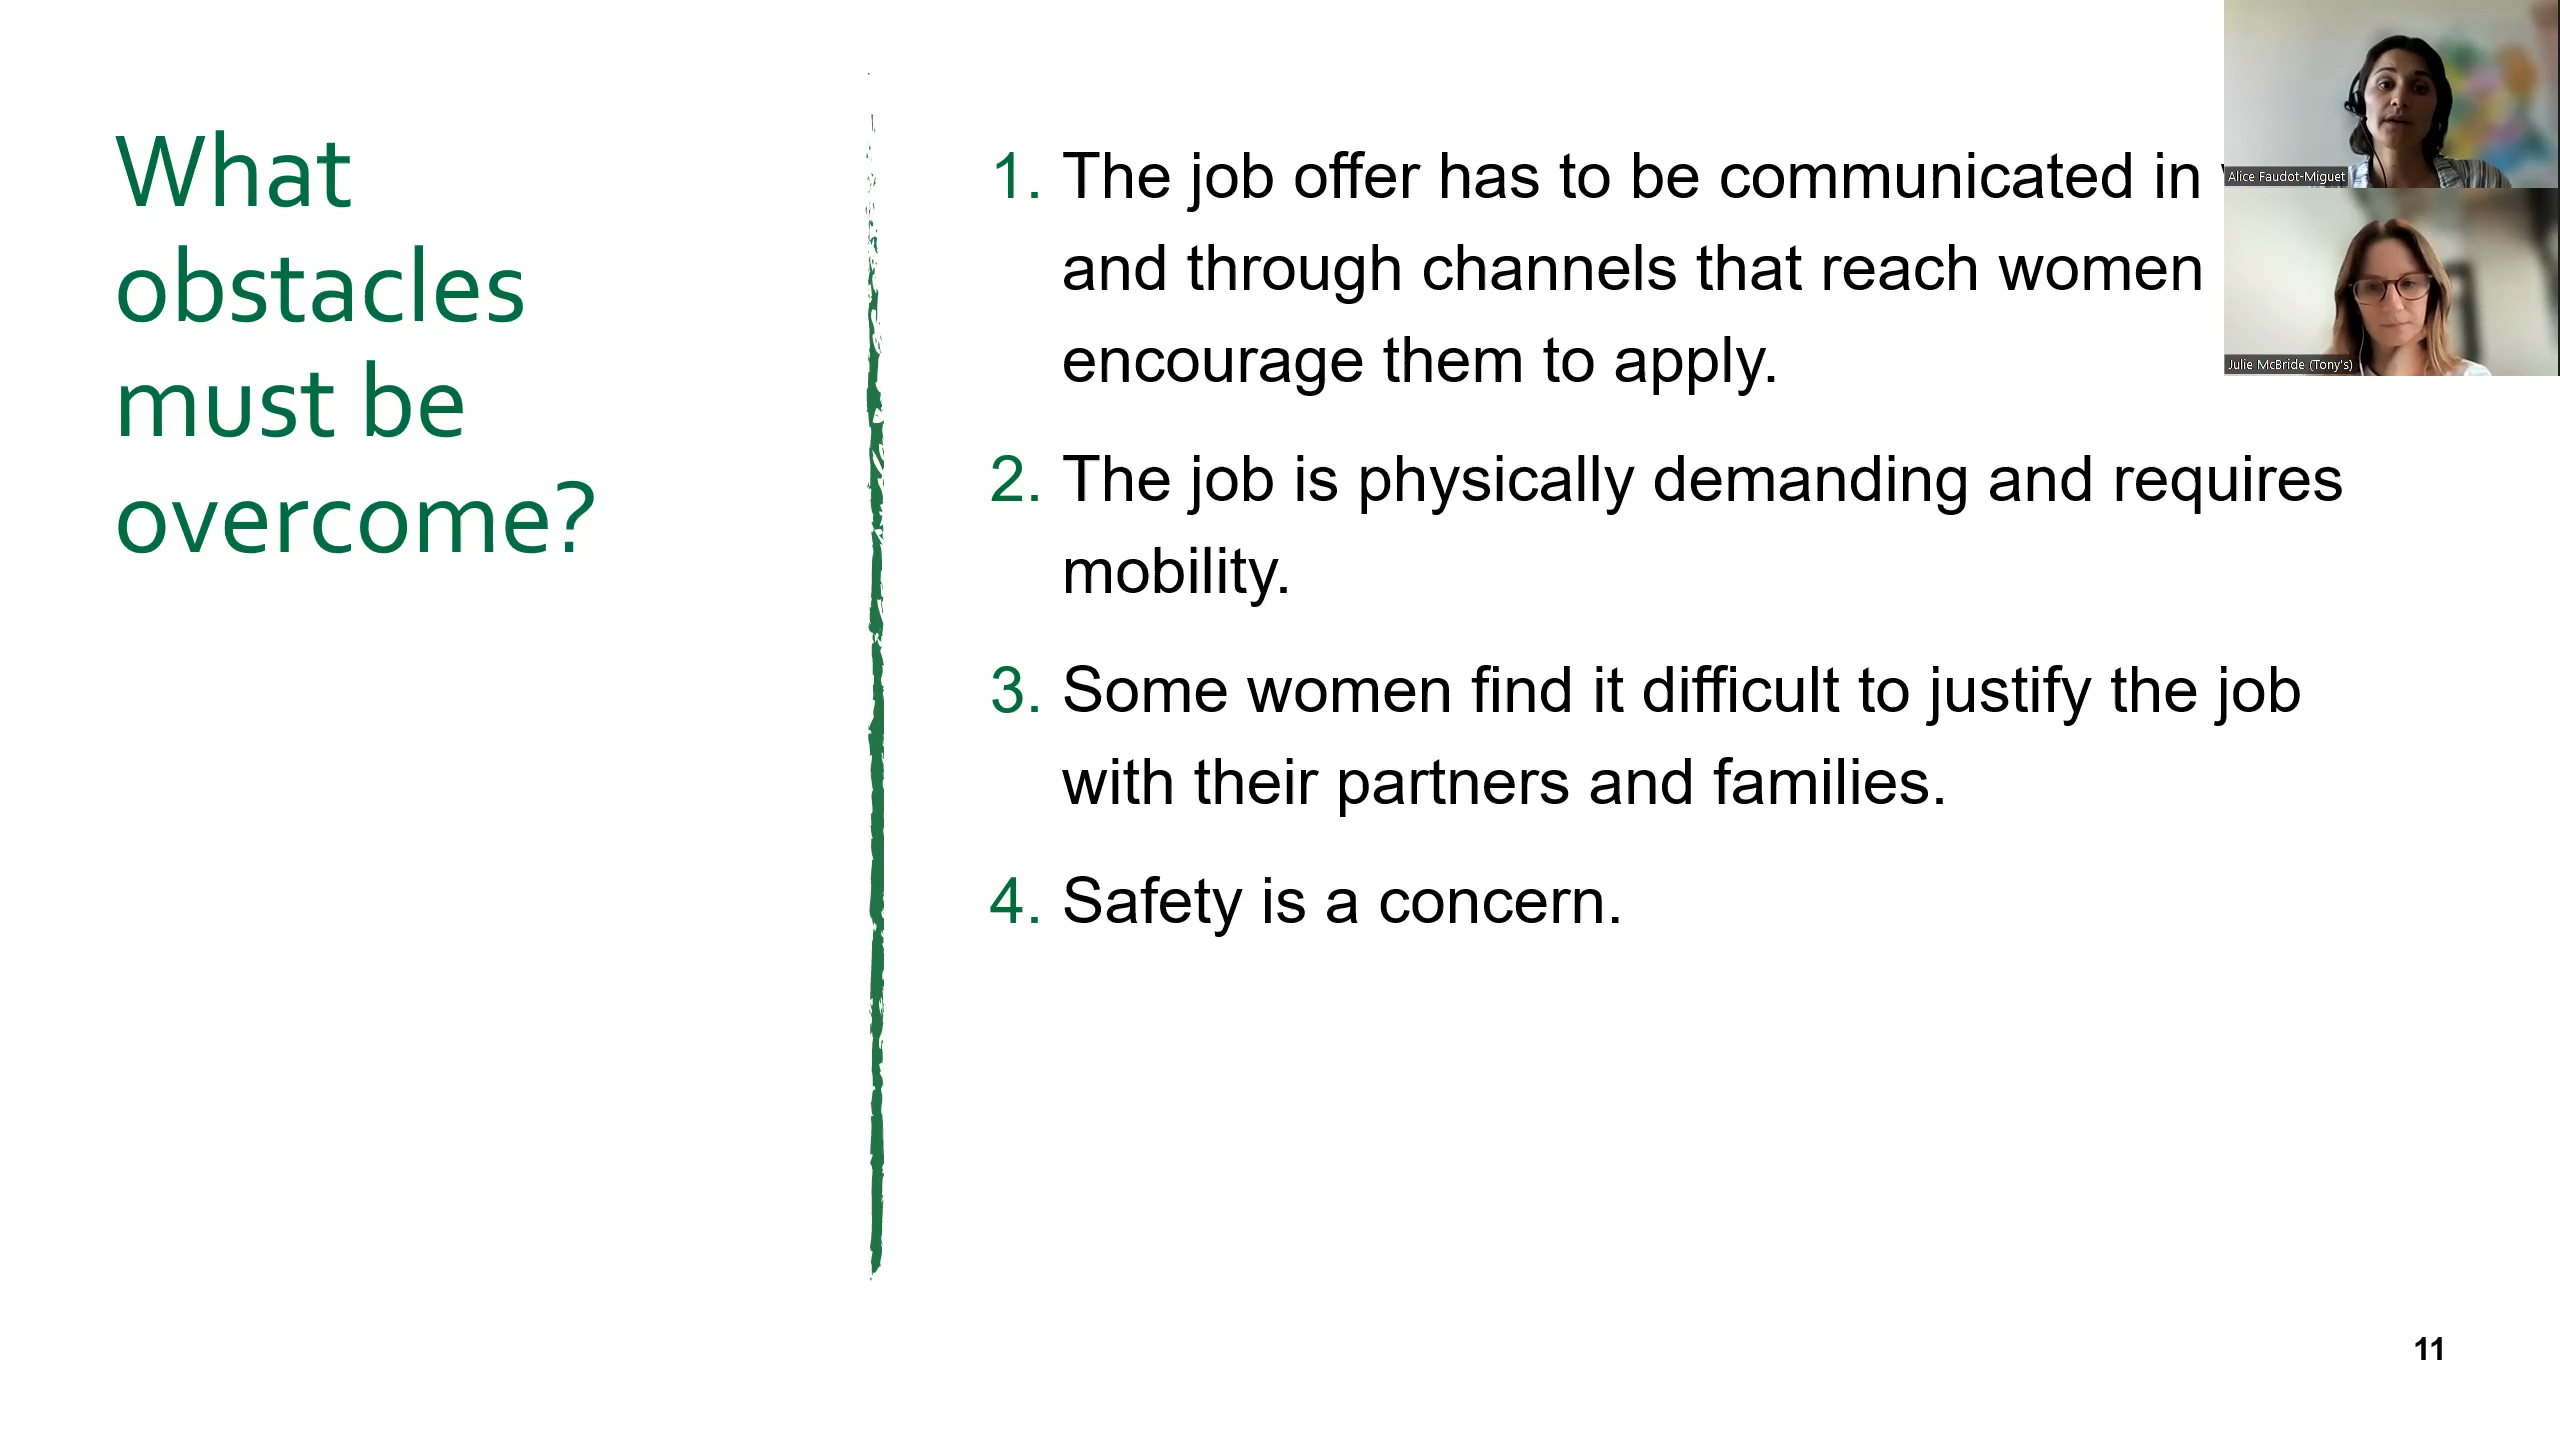 What
obstacles
must be
overcome?
1. The job offer has to be communicated in
and through channels that reach women
encourage them to apply.
2. The job is physically demanding and requires
mobility.
3. Some women find it difficult to justify the job
with their partners and families.
4. Safety is a concern.
Alice Faudot-Miguet
Julie McBride (Tony's)
11